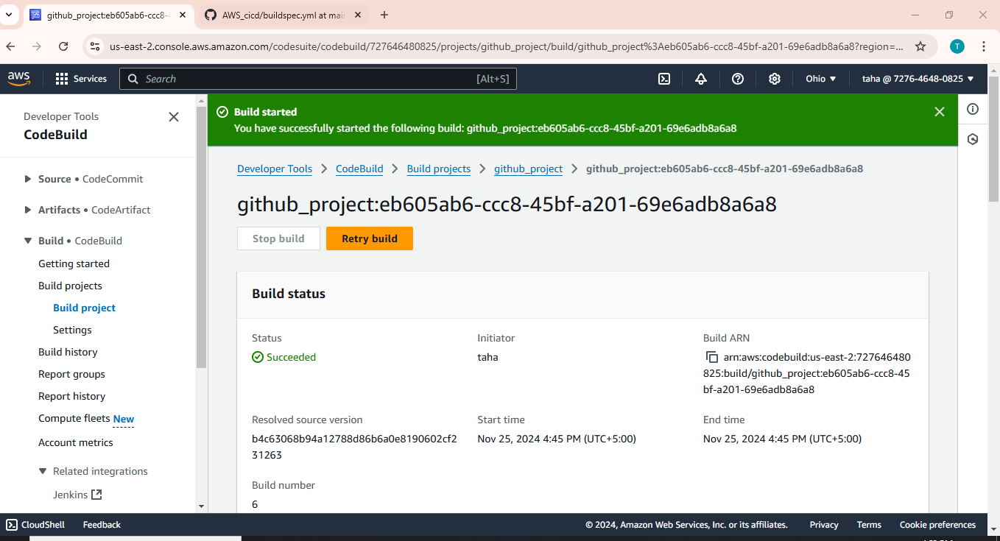 github_project:eb605ab6-ccc8-
AWS_cicd/buildspec.yml at mai
us-east-2.console.aws.amazon.com/codesuite/codebuild/727646480825/projects/github_project/build/github_project%3Aeb605ab6-ccc8-45bf-a201-69e6adb8a6a8?region=...
T
aws
Services
Search
[Alt+S]
Ohio
taha @ 7276-4648-0825
Developer Tools
CodeBuild
Source • CodeCommit
Artifacts • CodeArtifact
Build • CodeBuild
Getting started
Build projects
Build project
Settings
Build history
Report groups
Report history
Compute fleets New
Account metrics
Related integrations
Jenkins
Build started
You have successfully started the following build: github_project:eb605ab6-ccc8-45bf-a201-69e6adb8a6a8
Developer Tools > CodeBuild > Build projects > github_project > github_project:eb605ab6-ccc8-45bf-a201-69e6adb8a6a8
github_project:eb605ab6-ccc8-45bf-a201-69e6adb8a6a8
Stop build
Retry build
Build status
Status
Succeeded
Initiator
taha
Build ARN
arn:aws:codebuild:us-east-2:727646480
825:build/github_project:eb605ab6-ccc8-45
bf-a201-69e6adb8a6a8
Resolved source version
b4c63068b94a12788d86b6a0e8190602cf2
31263
Start time
Nov 25, 2024 4:45 PM (UTC+5:00)
End time
Nov 25, 2024 4:45 PM (UTC+5:00)
Build number
6
CloudShell
Feedback
© 2024, Amazon Web Services, Inc. or its affiliates.
Privacy
Terms
Cookie preferences